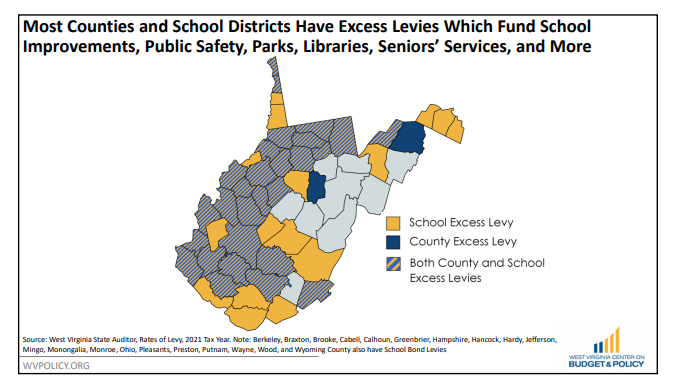 Most Counties and School Districts Have Excess Levies Which Fund School
Improvements, Public Safety, Parks, Libraries, Seniors' Services, and More
School Excess Levy
County Excess Levy
Both County and School
Excess Levies
Source: West Virginia State Auditor, Rates of Levy, 2021 Tax Year. Note: Berkeley, Braxton, Brooke, Cabell, Calhoun, Greenbrier, Hampshire, Hancock, Hardy, Jefferson,
Mingo, Monongalia, Monroe, Ohio, Pleasants, Preston, Putnam, Wayne, Wood, and Wyoming County also have School Bond Levies
WVPOLICY.ORG
WEST VIRGINIA CENTER ON
BUDGET & POLICY